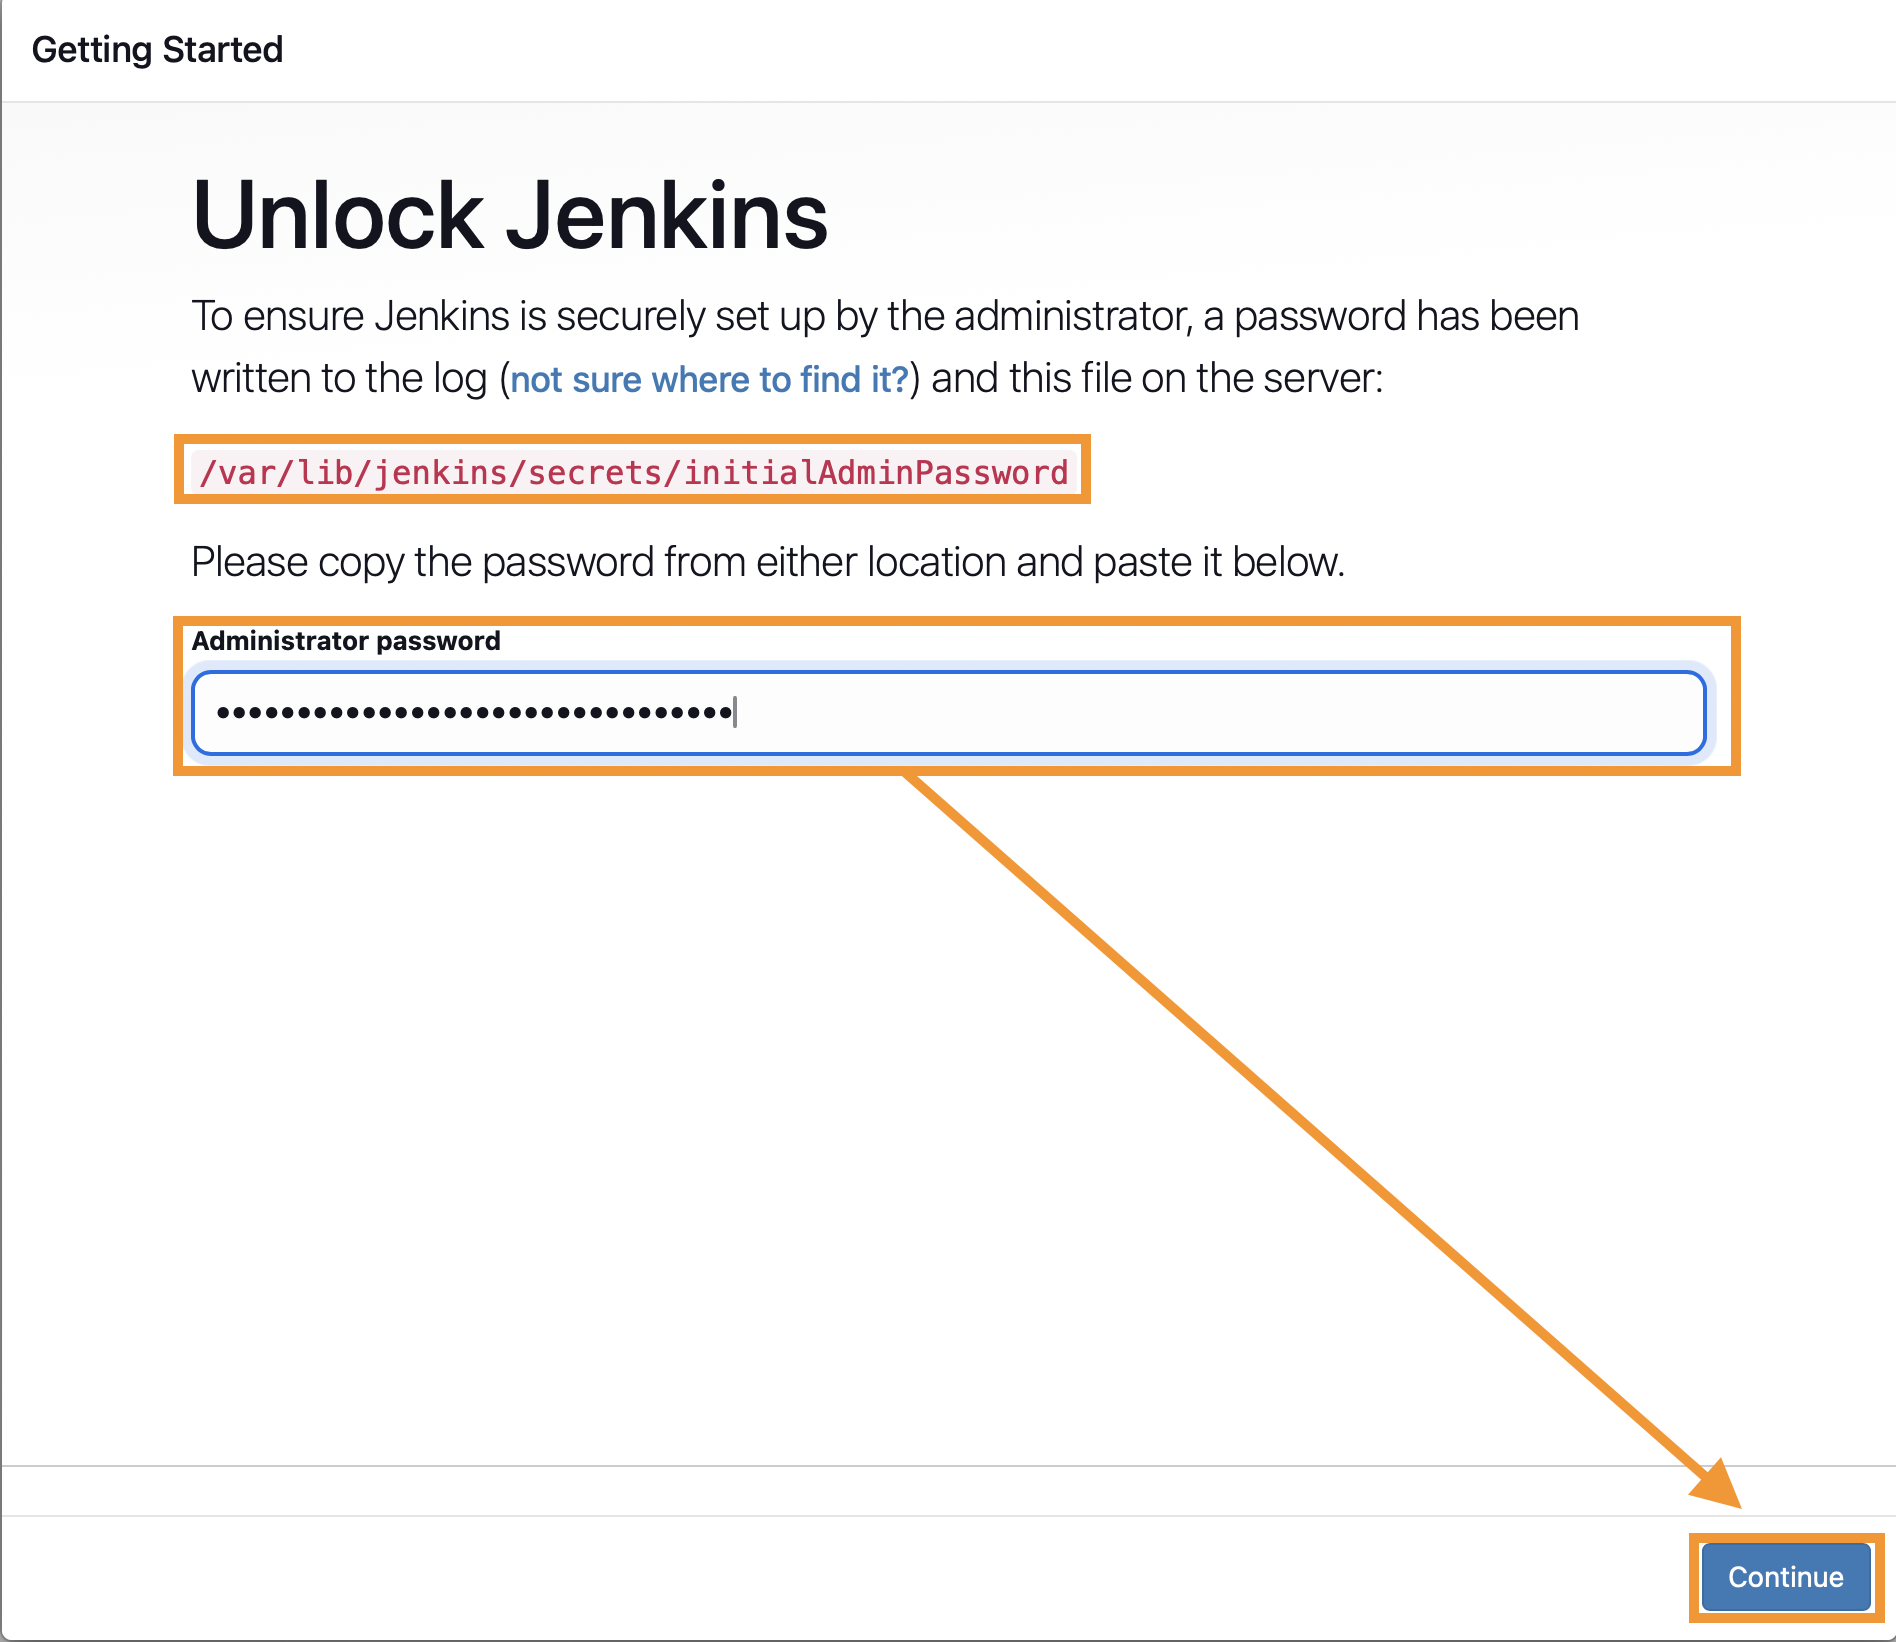 Getting Started
Unlock Jenkins
To ensure Jenkins is securely set up by the administrator, a password has been
written to the log (not sure where to find it?) and this file on the server:
/var/lib/jenkins/secrets/initialAdminPassword
Please copy the password from either location and paste it below.
Administrator password
••••••••••••••••••••••••••••••••
Continue